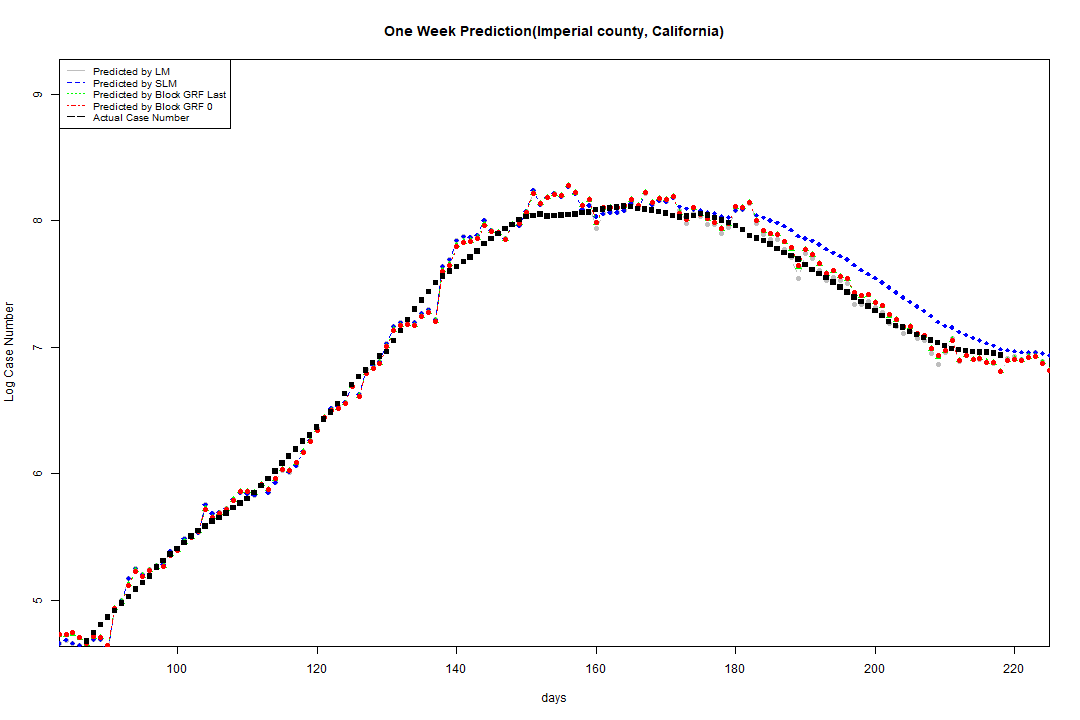 One Week Prediction(Imperial county, California)
Predicted by LM
Predicted by SLM
Predicted by Block GRF Last
Predicted by Block GRF 0
Actual Case Number
9
8
7
6
5
Log Case Number
100 120 140 160 180 200 220
days